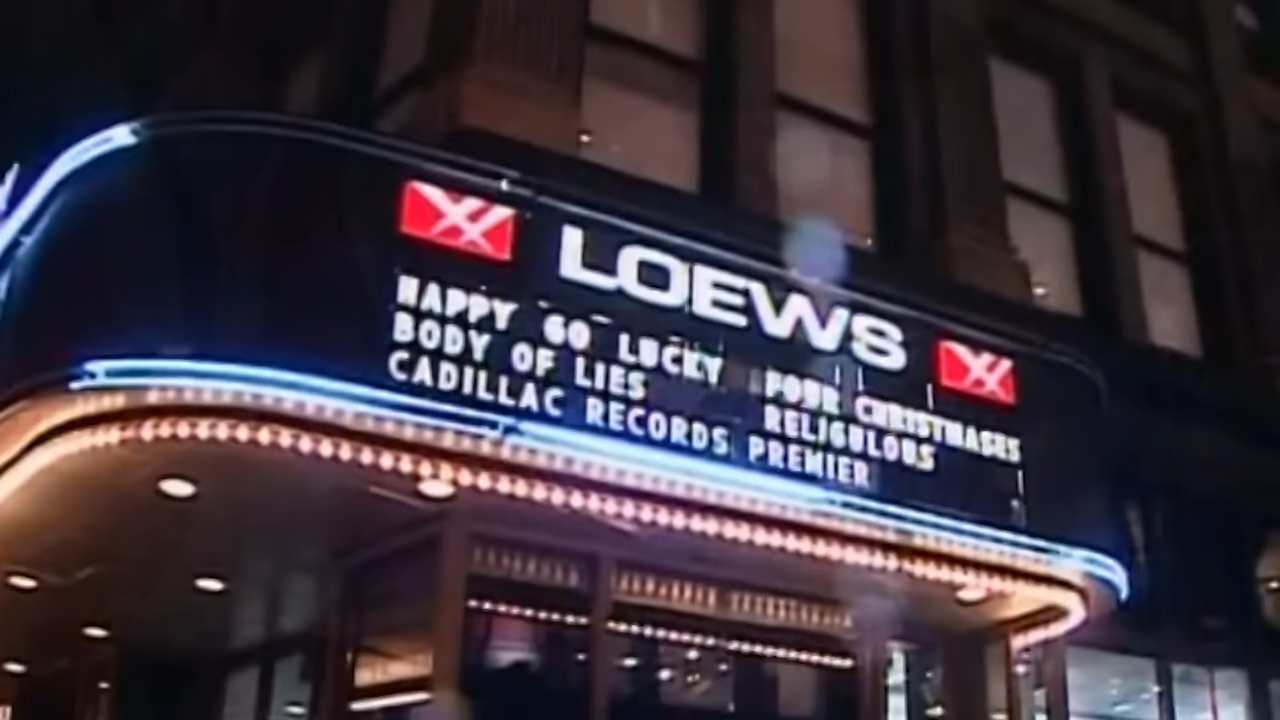 LOEWS
HAPPY GO LUCKY FOUR CHRISTMASES
BODY OF LIES RELIGULOUS
CADILLAC RECORDS PREMIER